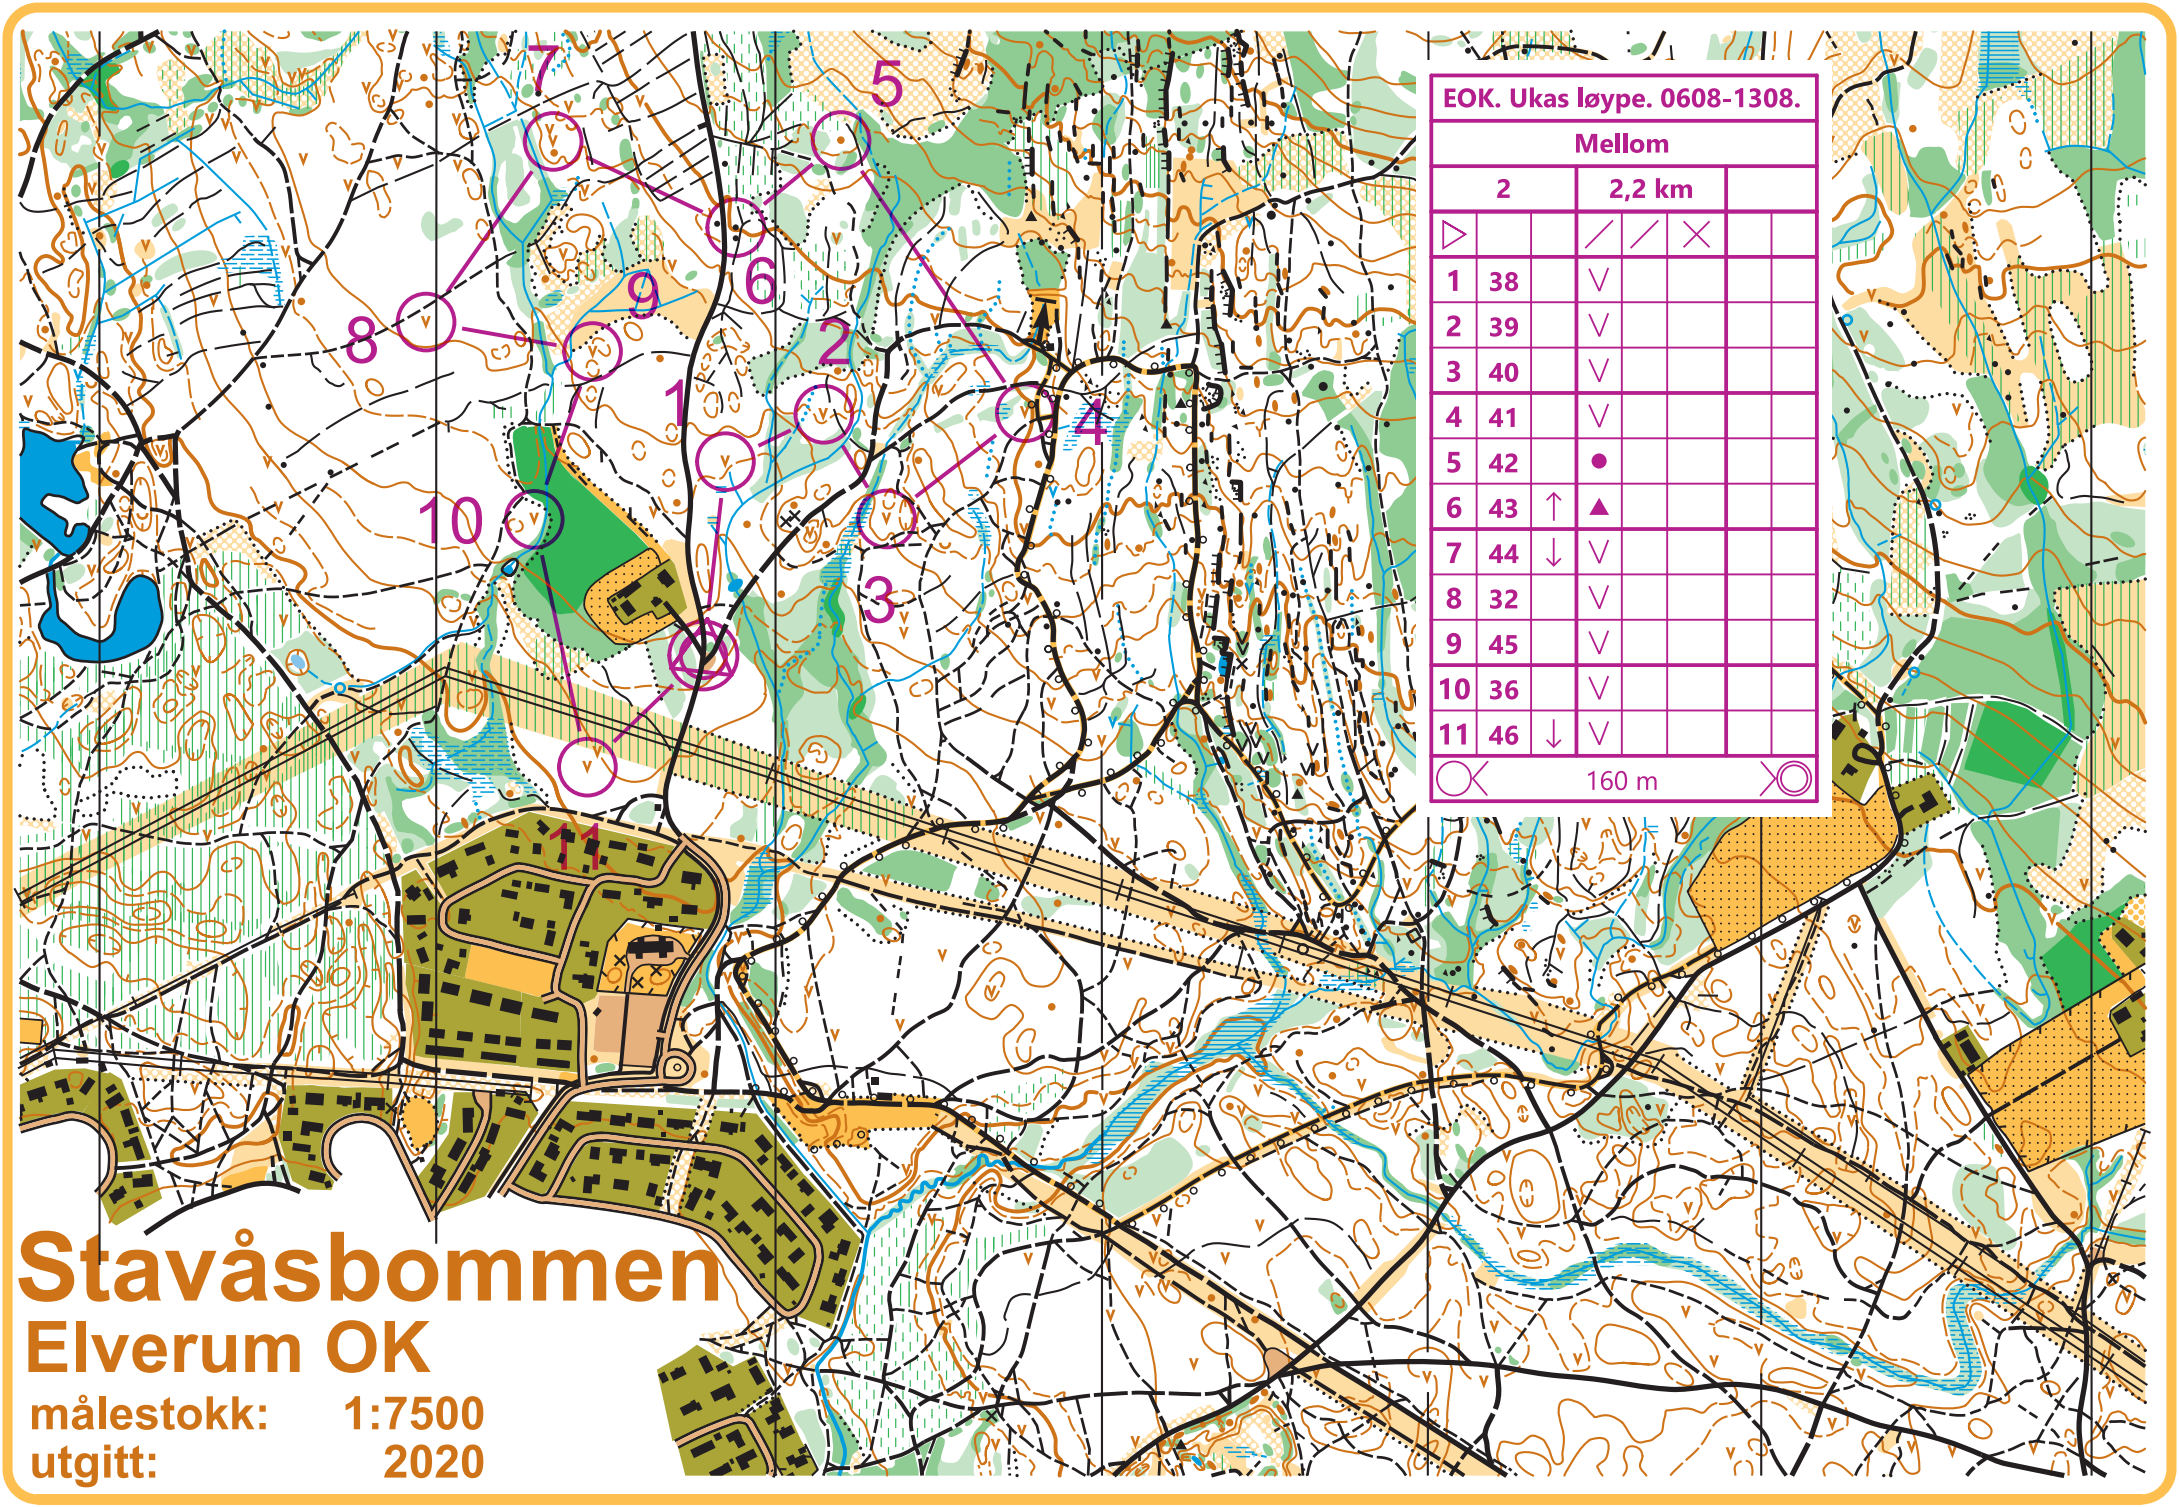 7
5
EOK. Ukas løype. 0608-1308.
Mellom
2 2,2 km
1 38
2 39
3 40
4 41
5 42
6 43
7 44
8 32
9 45
10 36
11 46
160 m
6
9
8
2
1
4
10
3
11
Stavåsbommen
Elverum OK
målestokk: 1:7500
utgitt: 2020